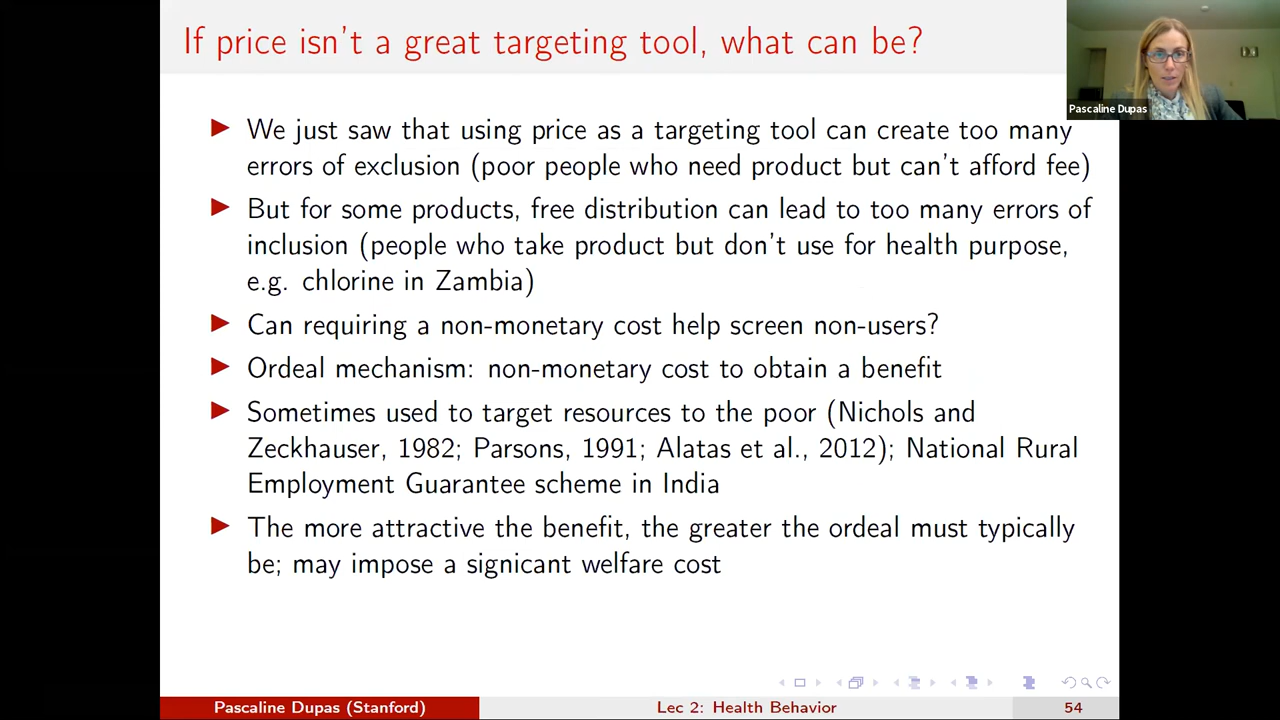 If price isn't a great targeting tool, what can be?
Pascaline Dupas
We just saw that using price as a targeting tool can create too many
errors of exclusion (poor people who need product but can't afford fee)
But for some products, free distribution can lead to too many errors of
inclusion (people who take product but don't use for health purpose,
e.g. chlorine in Zambia)
Can requiring a non-monetary cost help screen non-users?
Ordeal mechanism: non-monetary cost to obtain a benefit
Sometimes used to target resources to the poor (Nichols and
Zeckhauser, 1982; Parsons, 1991; Alatas et al., 2012); National Rural
Employment Guarantee scheme in India
The more attractive the benefit, the greater the ordeal must typically
be; may impose a signicant welfare cost
Pascaline Dupas (Stanford)
Lec 2: Health Behavior
54